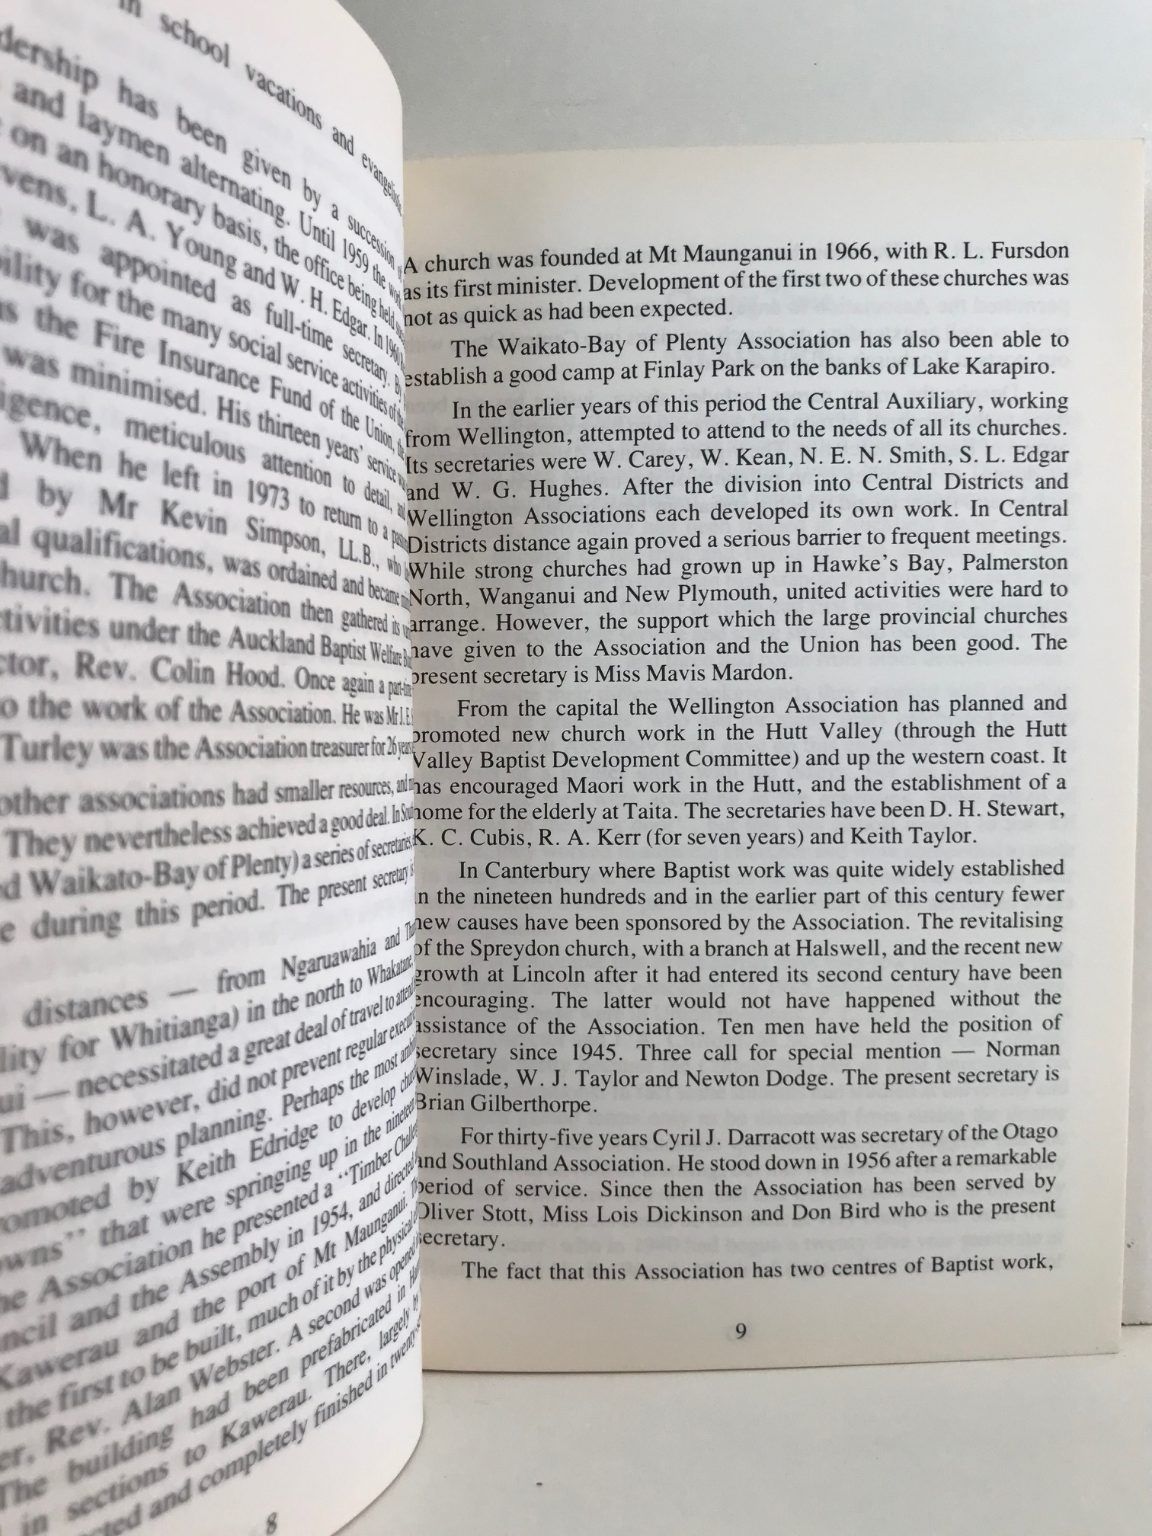 in school vacations and
has been given by a succession
and laymen alternating. Until 1959 the work
on an honorary basis, the office being held
L. A. Young and W. H. Edgar. In 1960
was appointed as full-time secretary. By
for the many social service activities of the
the Fire Insurance Fund of the Union, the
was minimised. His thirteen years' service was
meticulous attention to detail, and
When he left in 1973 to return to a
by Mr Kevin Simpson, LL.B., who
qualifications, was ordained and became
The Association then gathered its
under the Auckland Baptist Welfare
Rev. Colin Hood. Once again a part-time
to the work of the Association. He was Mr
Turley was the Association treasurer for 26 years
other associations had smaller resources, and
They nevertheless achieved a good deal. In
Waikato-Bay of Plenty) a series of secretaries
during this period. The present secretary is
distances — from Ngaruawahia and
for Whitianga) in the north to Whakatane,
— necessitated a great deal of travel to attend
This, however, did not prevent regular
adventurous planning. Perhaps the most
by Keith Edridge to develop
that were springing up in the nineteen
Association he presented a "Timber
and the Assembly in 1954, and directed
Kawerau and the port of Mt Maunganui.
the first to be built, much of it by the physical
Rev. Alan Webster. A second was opened
The building had been prefabricated in
in sections to Kawerau. There, largely by
and completely finished in
8
A church was founded at Mt Maunganui in 1966, with R. L. Fursdon
as its first minister. Development of the first two of these churches was
not as quick as had been expected.
The Waikato-Bay of Plenty Association has also been able to
establish a good camp at Finlay Park on the banks of Lake Karapiro.
In the earlier years of this period the Central Auxiliary, working
from Wellington, attempted to attend to the needs of all its churches.
Its secretaries were W. Carey, W. Kean, N. E. N. Smith, S. L. Edgar
and W. G. Hughes. After the division into Central Districts and
Wellington Associations each developed its own work. In Central
Districts distance again proved a serious barrier to frequent meetings.
While strong churches had grown up in Hawke's Bay, Palmerston
North, Wanganui and New Plymouth, united activities were hard to
arrange. However, the support which the large provincial churches
have given to the Association and the Union has been good. The
present secretary is Miss Mavis Mardon.
From the capital the Wellington Association has planned and
promoted new church work in the Hutt Valley (through the Hutt
Valley Baptist Development Committee) and up the western coast. It
has encouraged Maori work in the Hutt, and the establishment of a
home for the elderly at Taita. The secretaries have been D. H. Stewart,
K. C. Cubis, R. A. Kerr (for seven years) and Keith Taylor.
In Canterbury where Baptist work was quite widely established
in the nineteen hundreds and in the earlier part of this century fewer
new causes have been sponsored by the Association. The revitalising
of the Spreydon church, with a branch at Halswell, and the recent new
growth at Lincoln after it had entered its second century have been
encouraging. The latter would not have happened without the
assistance of the Association. Ten men have held the position of
secretary since 1945. Three call for special mention — Norman
Winslade, W. J. Taylor and Newton Dodge. The present secretary is
Brian Gilberthorpe.
For thirty-five years Cyril J. Darracott was secretary of the Otago
and Southland Association. He stood down in 1956 after a remarkable
period of service. Since then the Association has been served by
Oliver Stott, Miss Lois Dickinson and Don Bird who is the present
secretary.
The fact that this Association has two centres of Baptist work,
9